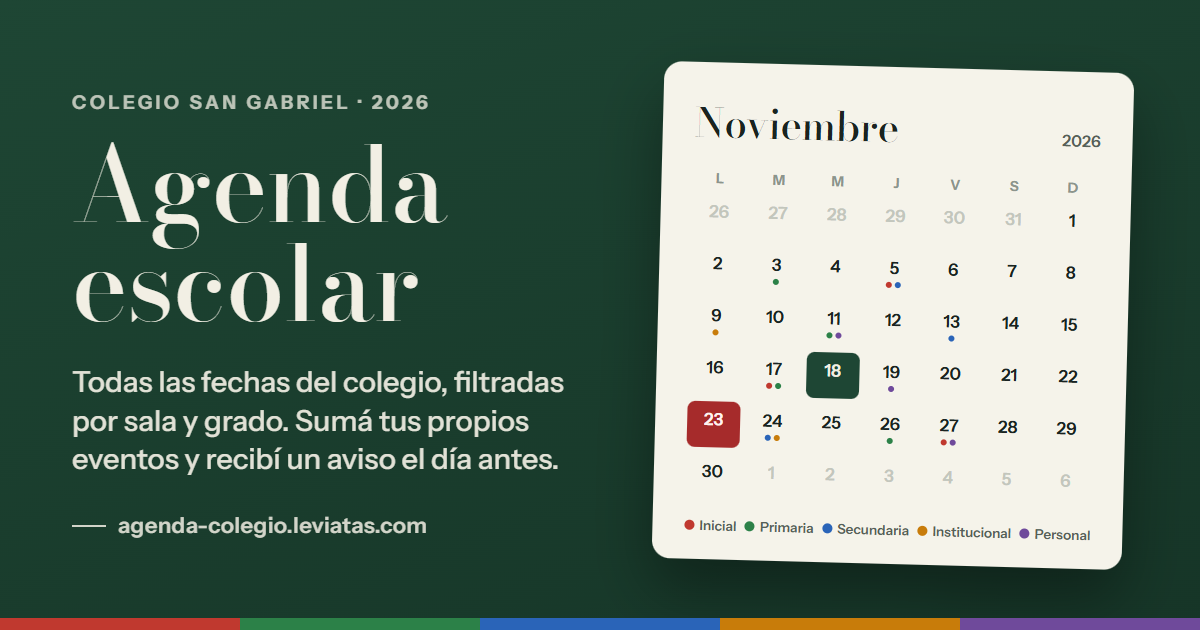 COLEGIO SAN GABRIEL · 2026
Agenda
escolar
Todas las fechas del colegio, filtradas
por sala y grado. Sumá tus propios
eventos y recibí un aviso el día antes.
agenda-colegio.leviatas.com
Noviembre
2026
L M M J V S D
26 27 28 29 30 31 1
2 3 4 5 6 7 8
9 10 11 12 13 14 15
16 17 18 19 20 21 22
23 24 25 26 27 28 29
30 1 2 3 4 5 6
Inicial Primaria Secundaria Institucional Personal